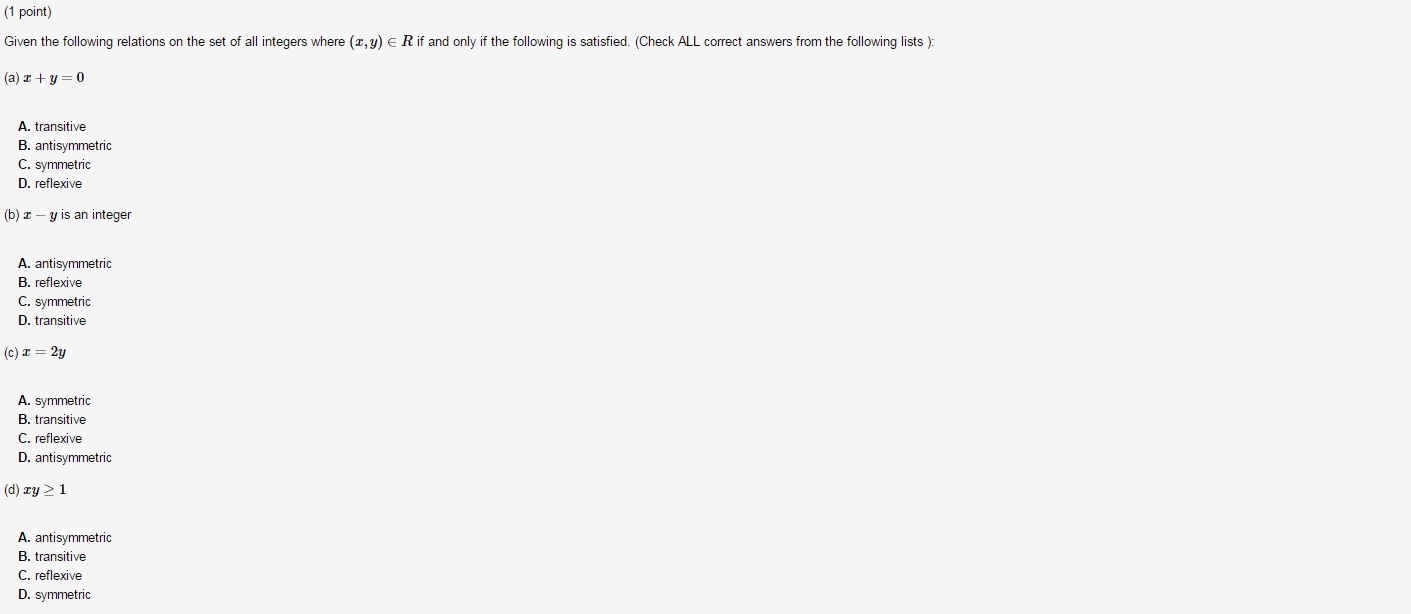 (1 point)
Given the following relations on the set of all integers where (x, y) ∈ R if and only if the following is satisfied. (Check ALL correct answers from the following lists ):
(a) x + y = 0
A. transitive
B. antisymmetric
C. symmetric
D. reflexive
(b) x − y is an integer
A. antisymmetric
B. reflexive
C. symmetric
D. transitive
(c) x = 2y
A. symmetric
B. transitive
C. reflexive
D. antisymmetric
(d) xy ≥ 1
A. antisymmetric
B. transitive
C. reflexive
D. symmetric